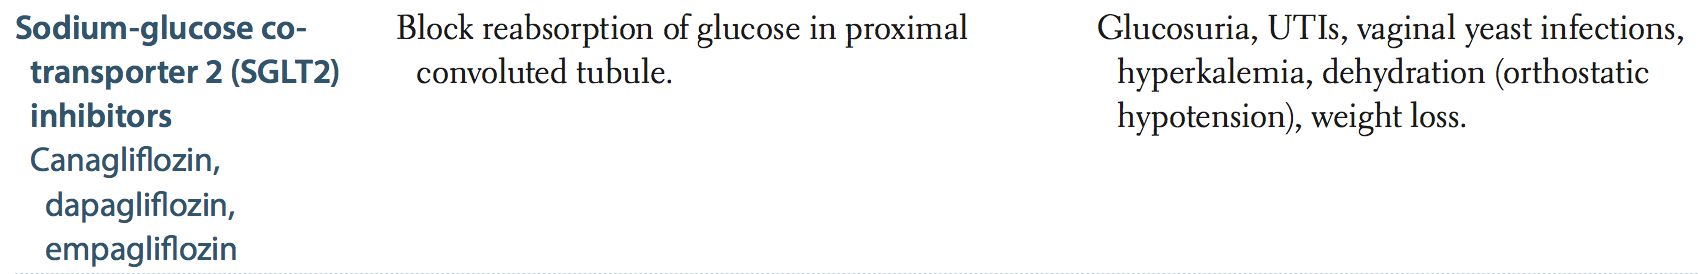 Sodium-glucose co-
transporter 2 (SGLT2)
inhibitors
Canagliflozin,
dapagliflozin,
empagliflozin
Block reabsorption of glucose in proximal
convoluted tubule.
Glucosuria, UTIs, vaginal yeast infections,
hyperkalemia, dehydration (orthostatic
hypotension), weight loss.